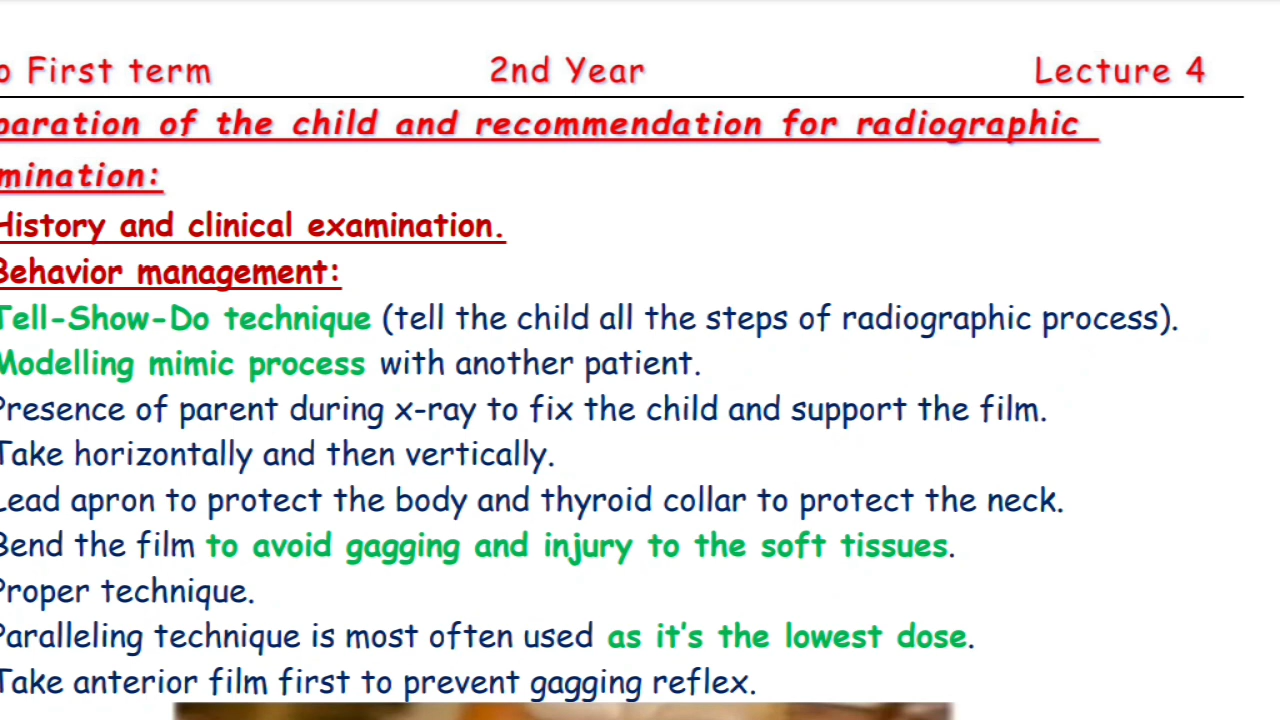 o First term 2nd Year Lecture 4
paration of the child and recommendation for radiographic
mination:
History and clinical examination.
Behavior management:
Tell-Show-Do technique (tell the child all the steps of radiographic process).
Modelling mimic process with another patient.
Presence of parent during x-ray to fix the child and support the film.
Take horizontally and then vertically.
Lead apron to protect the body and thyroid collar to protect the neck.
Bend the film to avoid gagging and injury to the soft tissues.
Proper technique.
Paralleling technique is most often used as it's the lowest dose.
Take anterior film first to prevent gagging reflex.